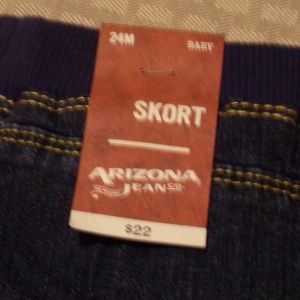 24M BABY
SKORT
ARIZONA
JEAN CO
$22